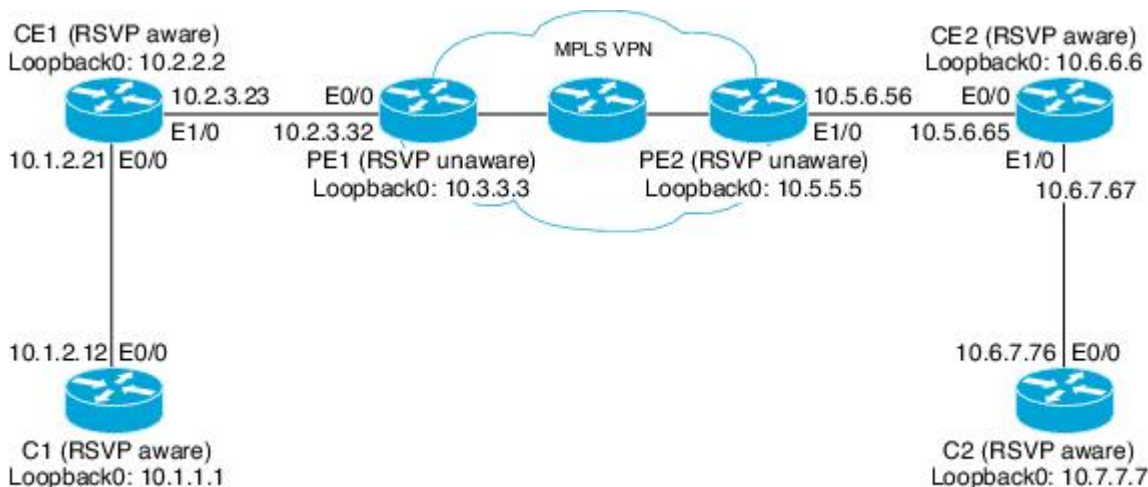 CE1 (RSVP aware)
Loopback0: 10.2.2.2
MPLS VPN
CE2 (RSVP aware)
Loopback0: 10.6.6.6
10.2.3.23
E0/0
10.5.6.56
E0/0
E1/0
10.2.3.32
E1/0
10.5.6.65
10.1.2.21
E0/0
PE1 (RSVP unaware)
Loopback0: 10.3.3.3
PE2 (RSVP unaware)
Loopback0: 10.5.5.5
E1/0
10.6.7.67
10.1.2.12
E0/0
10.6.7.76
E0/0
C1 (RSVP aware)
Loopback0: 10.1.1.1
C2 (RSVP aware)
Loopback0: 10.7.7.7